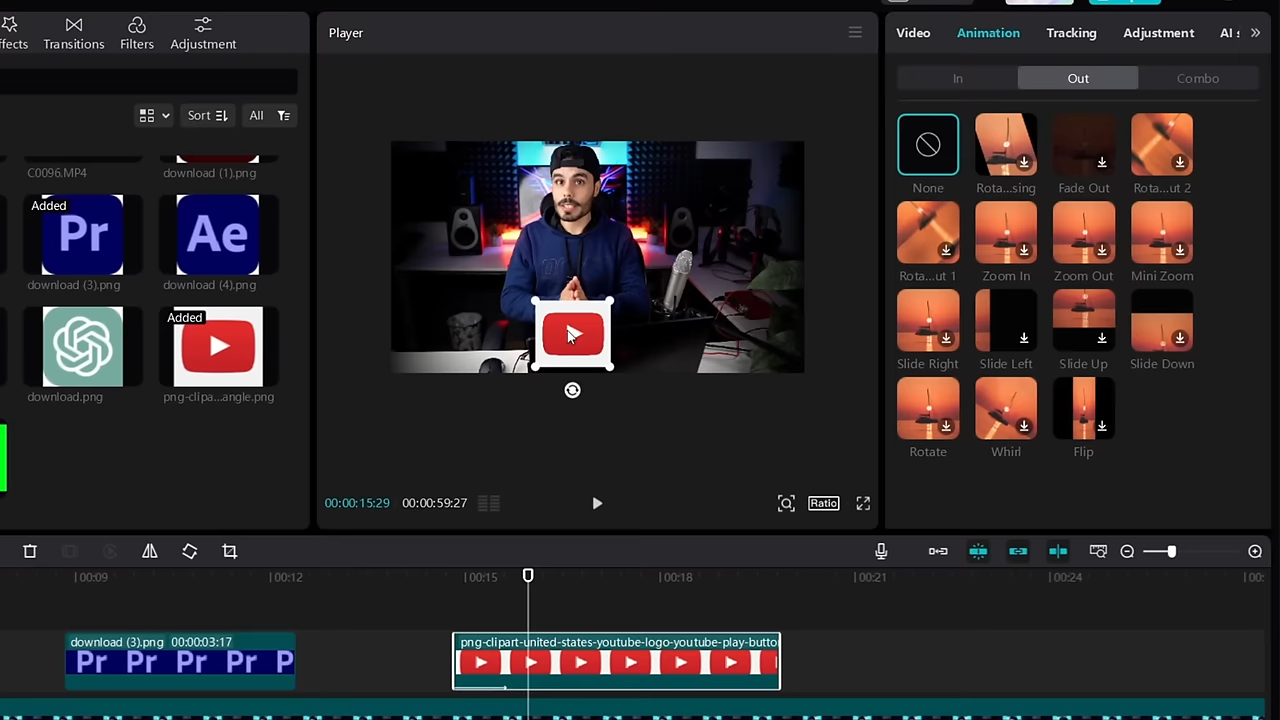 ffects
Transitions
Filters
Adjustment
Sort
All
C0096.MP4
download (1).png
Added
Pr
Ae
download (3).png
download (4).png
Added
download.png
png-clipa...angle.png
Player
00:00:15:29
00:00:59:27
Ratio
Video
Animation
Tracking
Adjustment
AI
In
Out
Combo
None
Rota...sing
Fade Out
Rota...ut 2
Rota...ut 1
Zoom In
Zoom Out
Mini Zoom
Slide Right
Slide Left
Slide Up
Slide Down
Rotate
Whirl
Flip
00:09
00:12
00:15
00:18
00:21
00:24
00:
download (3).png 00:00:03:17
Pr Pr Pr Pr P
png-clipart-united-states-youtube-logo-youtube-play-butto